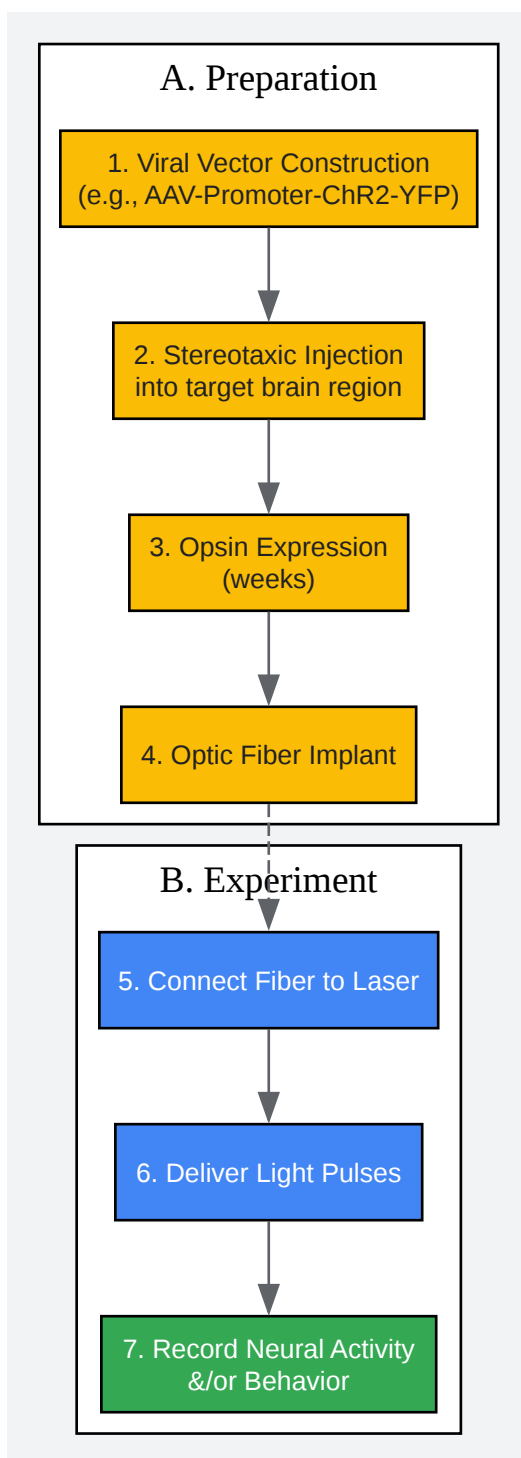 A. Preparation
1. Viral Vector Construction
(e.g., AAV-Promoter-ChR2-YFP)
2. Stereotaxic Injection
into target brain region
3. Opsin Expression
(weeks)
4. Optic Fiber Implant
B. Experiment
5. Connect Fiber to Laser
6. Deliver Light Pulses
7. Record Neural Activity
&/or Behavior